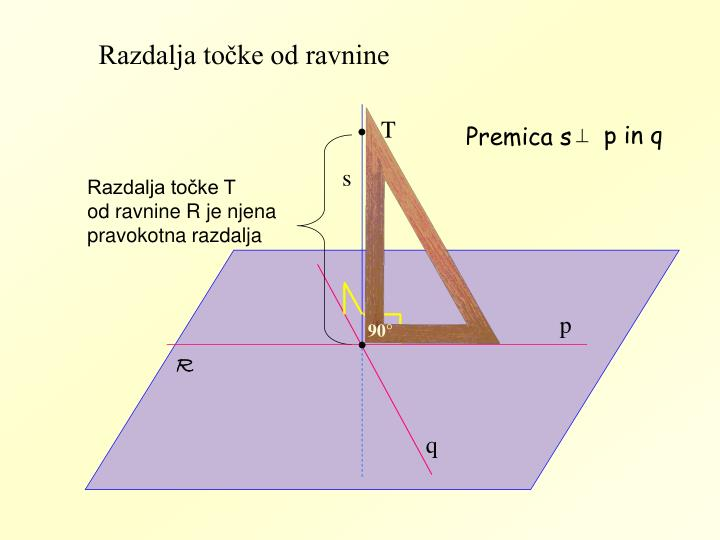 Razdalja točke od ravnine
T
Premica s ⊥ p in q
s
Razdalja točke T
od ravnine R je njena
pravokotna razdalja
90°
p
R
q